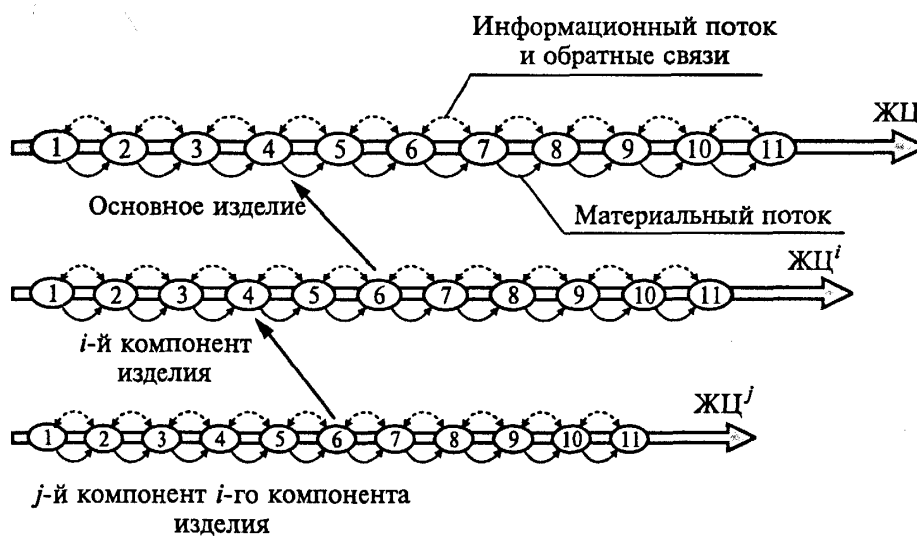 Информационный поток
и обратные связи
ЖЦ
1 2 3 4 5 6 7 8 9 10 11
Основное изделие
Материальный поток
ЖЦi
1 2 3 4 5 6 7 8 9 10 11
i-й компонент
изделия
ЖЦj
1 2 3 4 5 6 7 8 9 10 11
j-й компонент i-го компонента
изделия